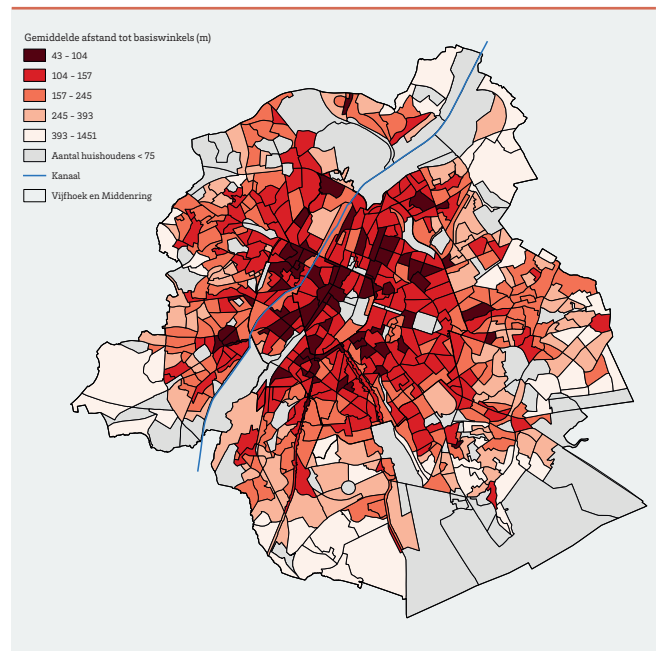 Gemiddelde afstand tot basiswinkels (m)
43 - 104
104 - 157
157 - 245
245 - 393
393 - 1451
Aantal huishoudens < 75
Kanaal
Vijfhoek en Middenring